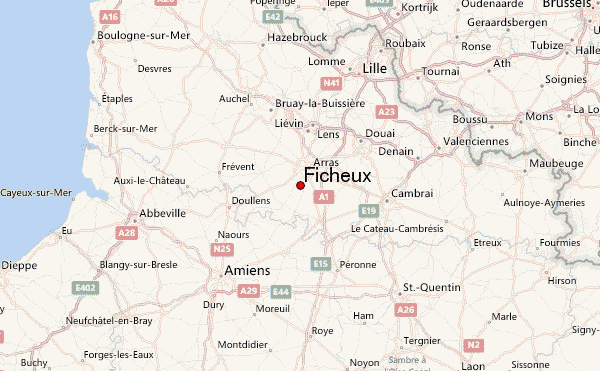 Poperinge
Ieper
Kortrijk
Oudenaarde
Brussels
A16
E42
Geraardsbergen
Boulogne-sur-Mer
Hazebrouck
Roubaix
Ronse
Tubize
Halle
Desvres
Lomme
Lille
Tournai
Ath
N41
Soignies
Étaples
Auchel
Bruay-la-Buissière
A23
Boussu
Mons
La Lo
Berck-sur-Mer
Liévin
Lens
Douai
Valenciennes
Binche
Denain
Maubeuge
Frévent
Arras
Ficheux
Auxi-le-Château
Cayeux-sur-Mer
Doullens
A1
Cambrai
Aulnoye-Aymeries
Abbeville
E19
Eu
A28
Naours
Le Cateau-Cambrésis
N25
Etreux
Fourmies
Dieppe
Blangy-sur-Bresle
Amiens
E15
Péronne
Hirson
E402
A29
E44
St.-Quentin
Dury
Moreuil
Ham
A26
Marle
Neufchâtel-en-Bray
Roye
Signy-
Tergnier
N2
Montdidier
Forges-les-Eaux
Sambre à
Buchy
Noyon
Laon
Sissonne